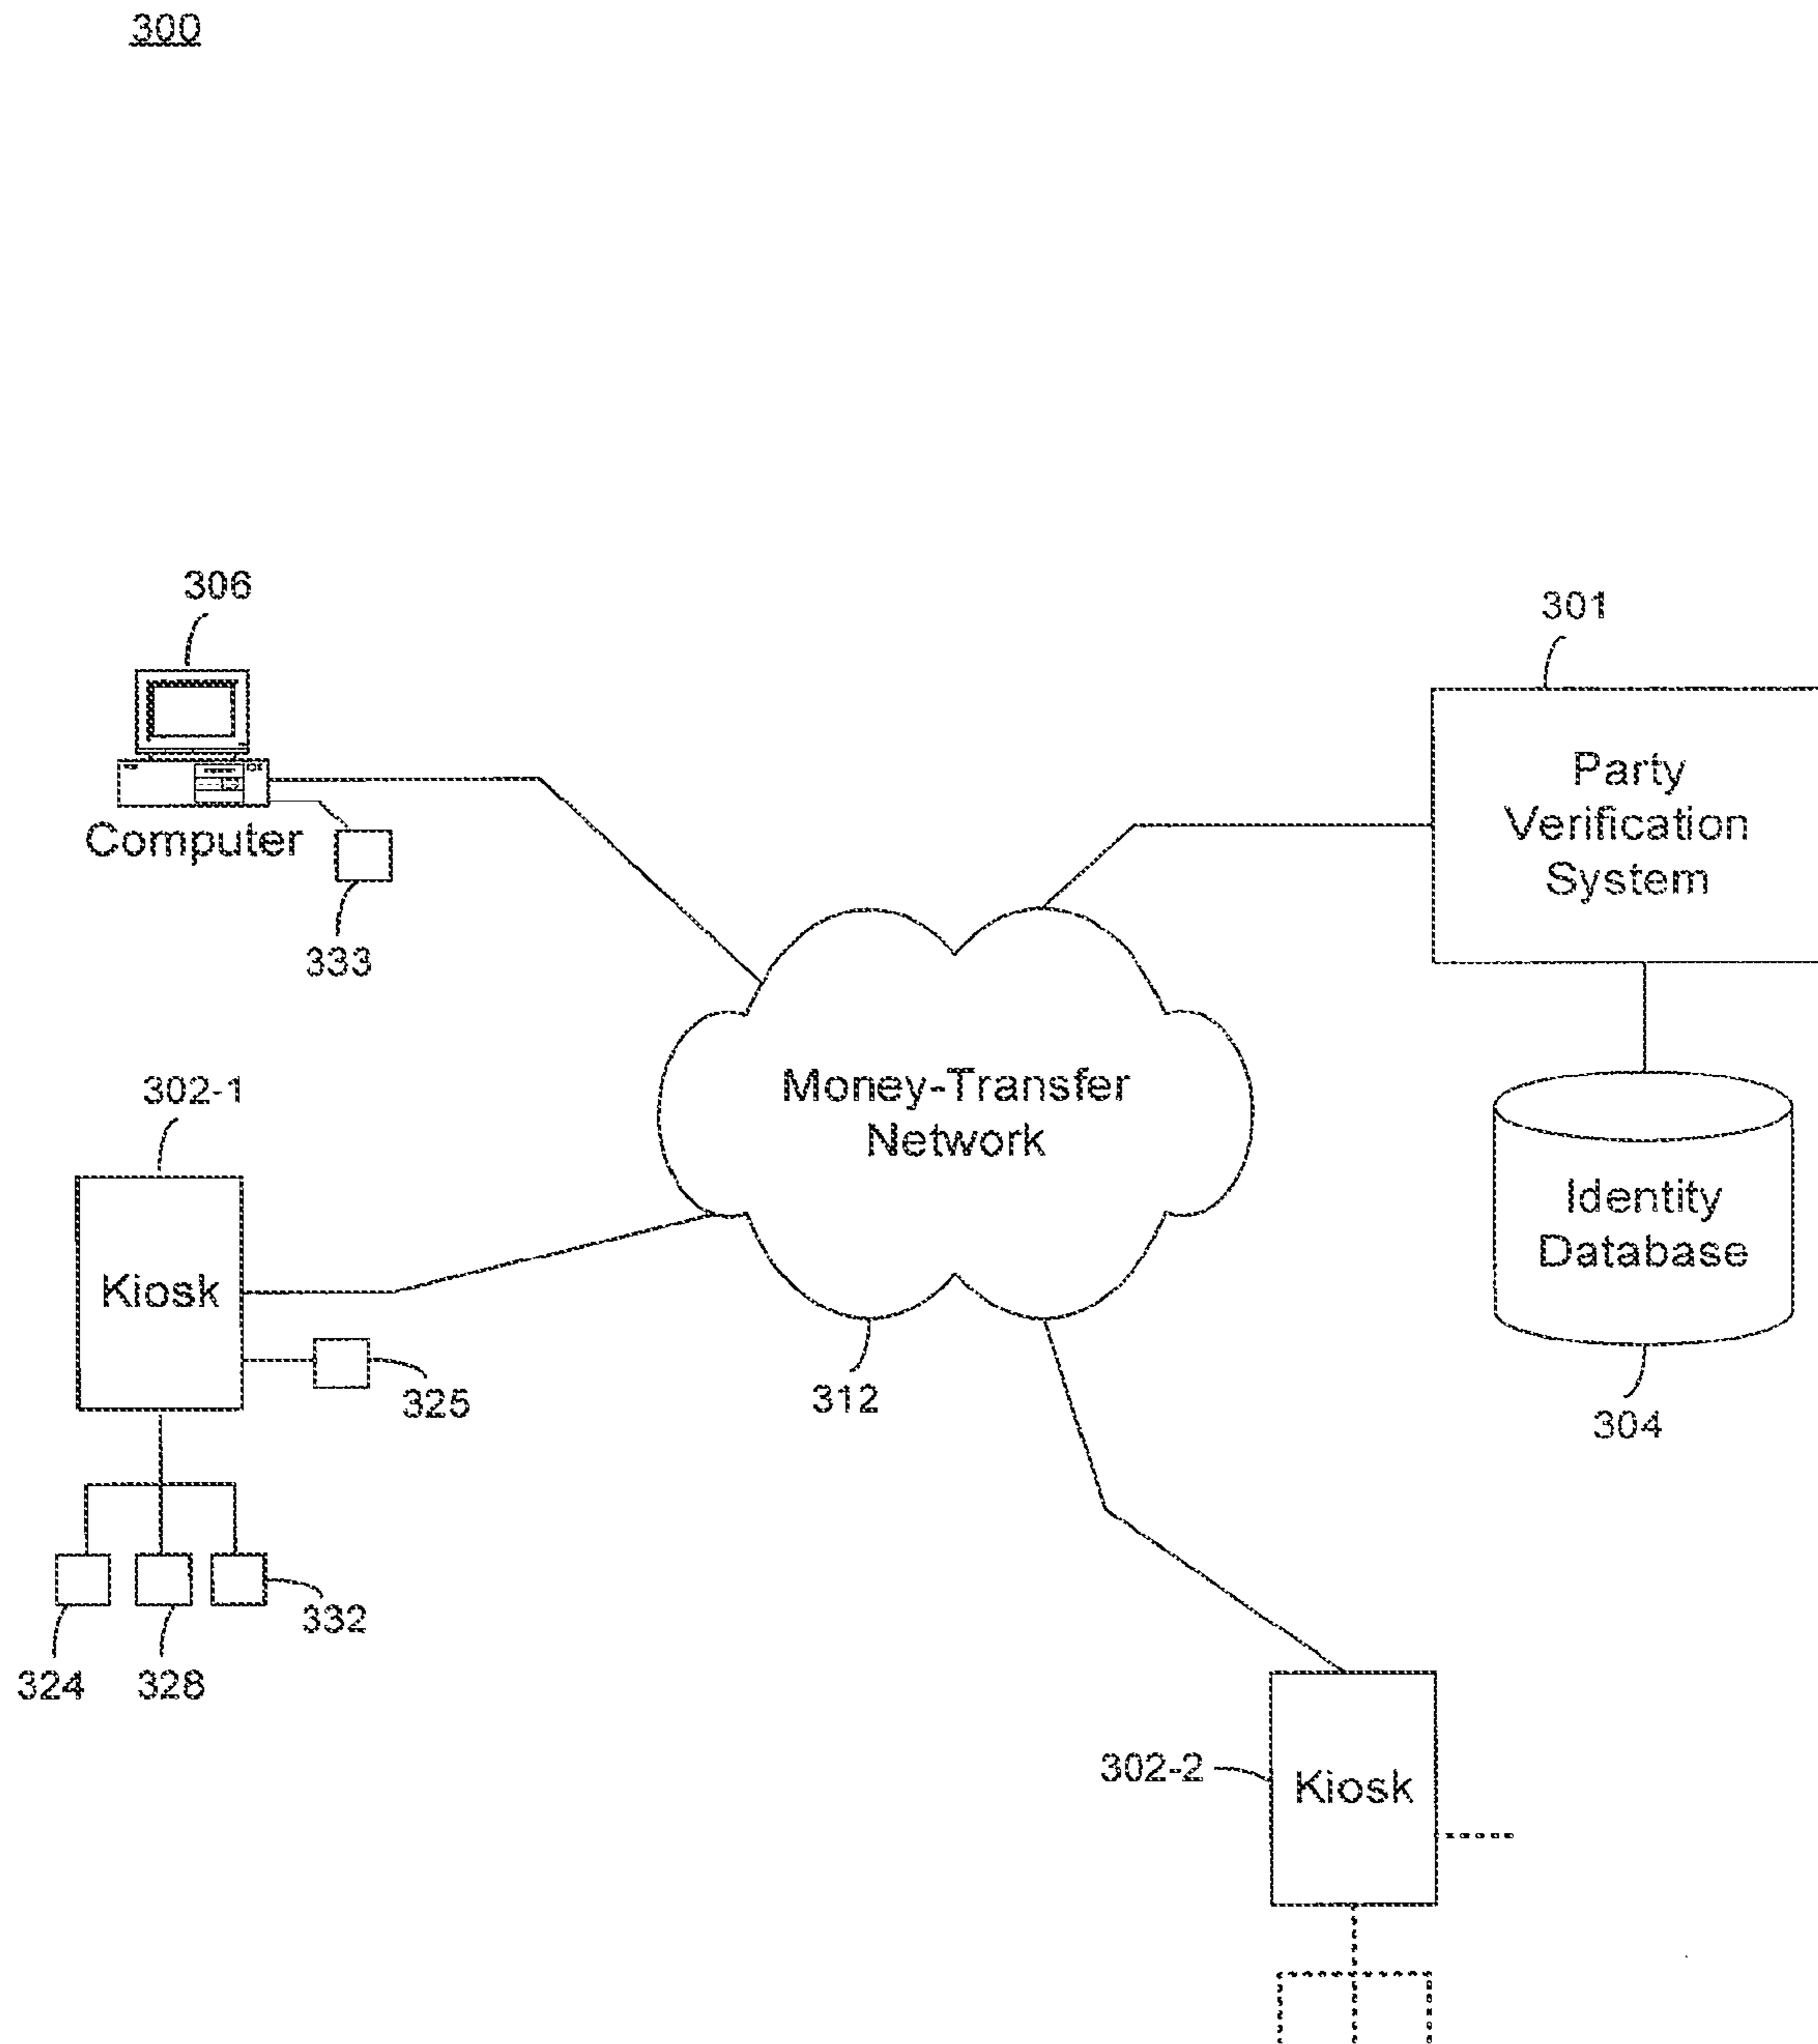 300
306
301
Party
Verification
System
Computer
333
302-1
Money-Transfer
Network
Identity
Database
Kiosk
325
312
304
332
324
328
302-2
Kiosk